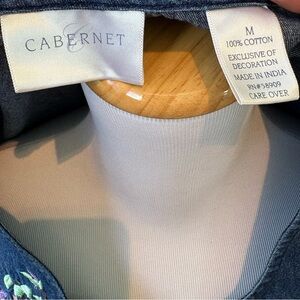 CABERNET
M
100% COTTON
EXCLUSIVE OF
DECORATION
MADE IN INDIA
RN#58909
CARE OVER